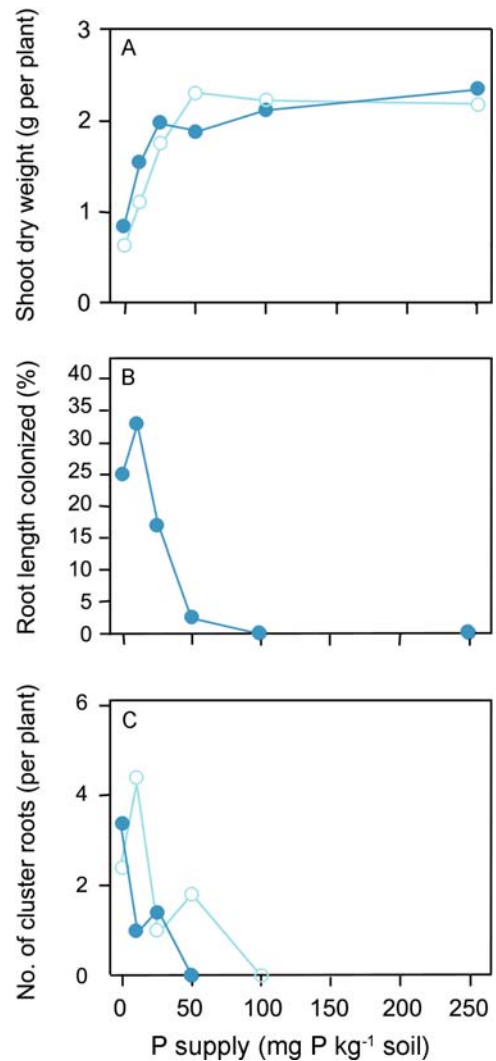 3
A
2
1
0
Shoot dry weight (g per plant)
40
B
35
30
25
20
15
10
5
0
Root length colonized (%)
6
C
4
2
0
No. of cluster roots (per plant)
0 50 100 150 200 250
P supply (mg P kg⁻¹ soil)